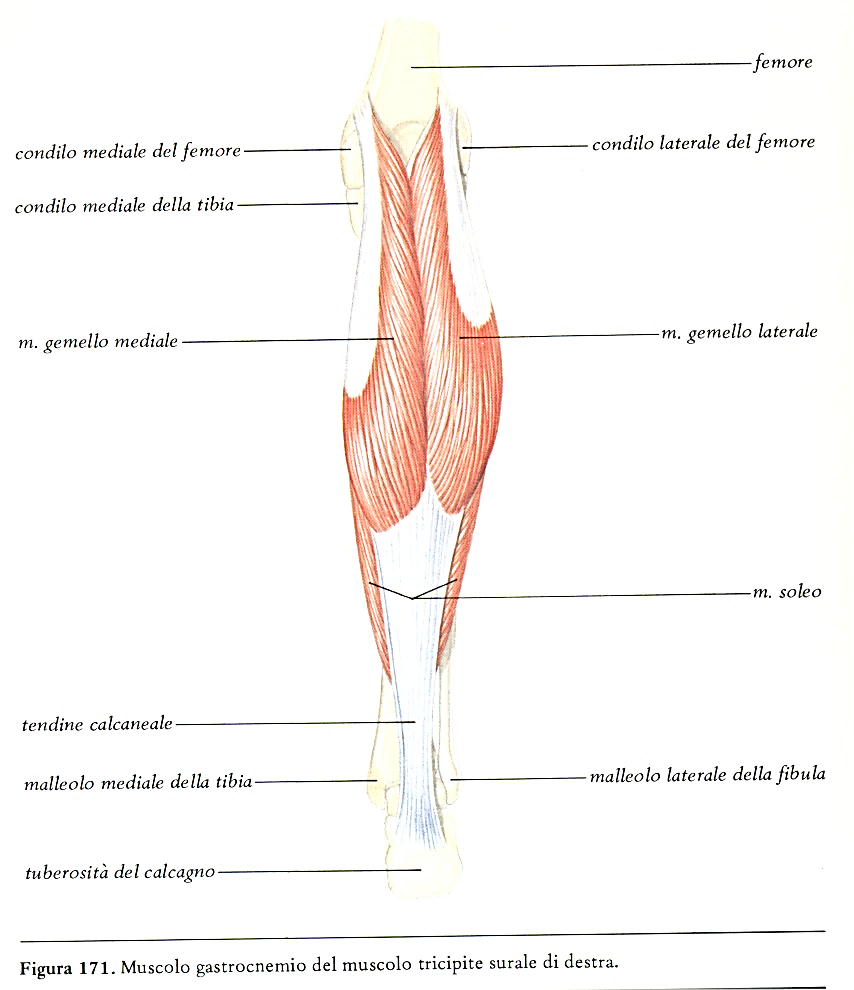 femore
condilo mediale del femore
condilo laterale del femore
condilo mediale della tibia
m. gemello mediale
m. gemello laterale
m. soleo
tendine calcaneale
malleolo mediale della tibia
malleolo laterale della fibula
tuberosità del calcagno
Figura 171. Muscolo gastrocnemio del muscolo tricipite surale di destra.